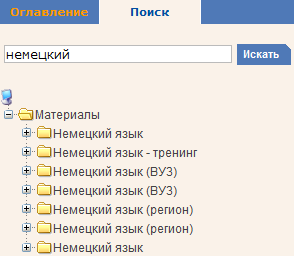 Оглавление Поиск
немецкий Искать
Материалы
Немецкий язык
Немецкий язык - тренинг
Немецкий язык (ВУЗ)
Немецкий язык (ВУЗ)
Немецкий язык (регион)
Немецкий язык (регион)
Немецкий язык